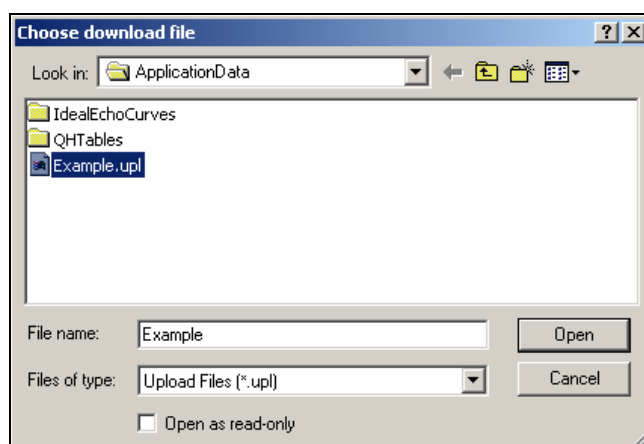 Choose download file
Look in: ApplicationData
IdealEchoCurves
QHTables
Example.upl
File name: Example Open
Files of type: Upload Files (*.upl) Cancel
Open as read-only